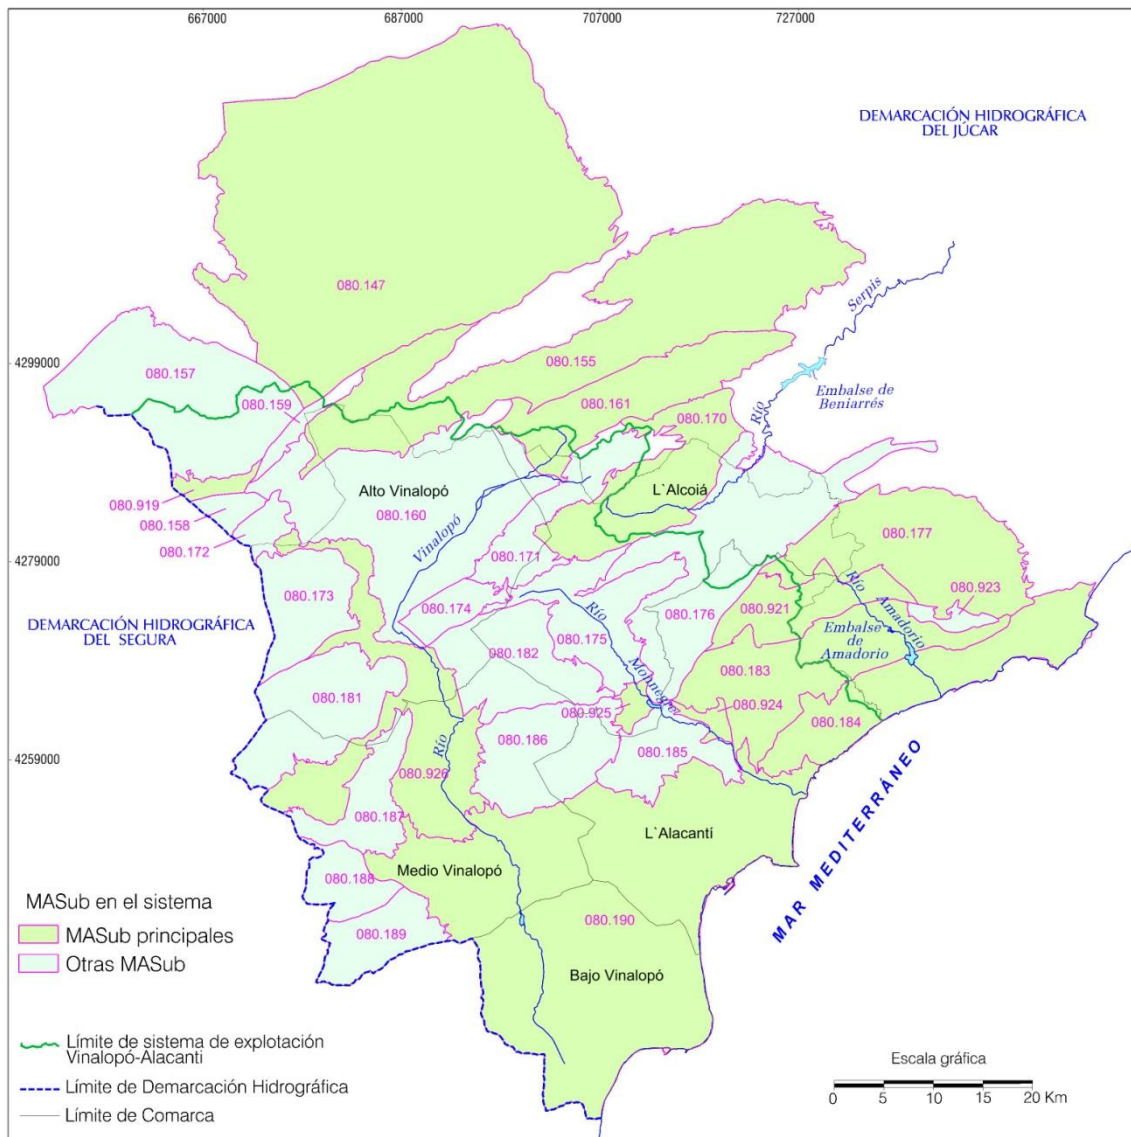 667000
687000
707000
727000
DEMARCACIÓN HIDROGRÁFICA
DEL JÚCAR
080.147
Serpis
4299000
080.157
080.155
Embalse de
Beniarrés
080.159
080.161
080.170
Río
Alto Vinalopó
L`Alcoiá
080.919
080.158
080.160
080.172
Vinalopó
080.177
4279000
080.171
080.173
080.174
Río
080.176
080.921
Río
Amadorio
080.923
DEMARCACIÓN HIDROGRÁFICA
DEL SEGURA
080.175
Embalse
de
Amadorio
080.182
Monnegre
080.183
080.181
080.925
080.924
080.184
Río
080.186
080.185
4259000
080.926
080.187
L`Alacantí
MAR MEDITERRÁNEO
Medio Vinalopó
080.188
MASub en el sistema
080.190
MASub principales
080.189
Otras MASub
Bajo Vinalopó
Límite de sistema de explotación
Vinalopó-Alacanti
Límite de Demarcación Hidrográfica
Límite de Comarca
Escala gráfica
0 5 10 15 20 Km